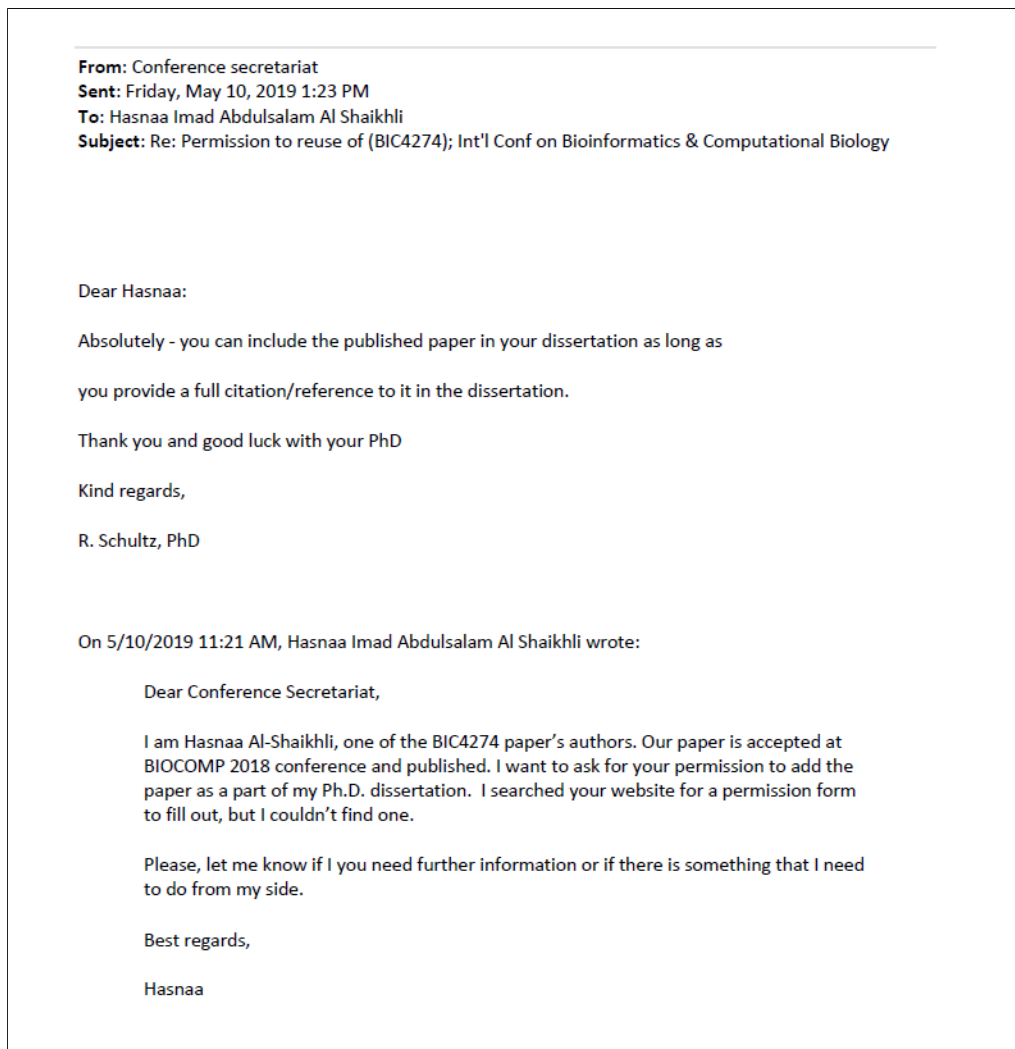 From: Conference secretariat
Sent: Friday, May 10, 2019 1:23 PM
To: Hasnaa Imad Abdulsalam Al Shaikhli
Subject: Re: Permission to reuse of (BIC4274); Int'l Conf on Bioinformatics & Computational Biology
Dear Hasnaa:
Absolutely - you can include the published paper in your dissertation as long as
you provide a full citation/reference to it in the dissertation.
Thank you and good luck with your PhD
Kind regards,
R. Schultz, PhD
On 5/10/2019 11:21 AM, Hasnaa Imad Abdulsalam Al Shaikhli wrote:
Dear Conference Secretariat,
I am Hasnaa Al-Shaikhli, one of the BIC4274 paper’s authors. Our paper is accepted at
BIOCOMP 2018 conference and published. I want to ask for your permission to add the
paper as a part of my Ph.D. dissertation.  I searched your website for a permission form
to fill out, but I couldn’t find one.
Please, let me know if I you need further information or if there is something that I need
to do from my side.
Best regards,
Hasnaa